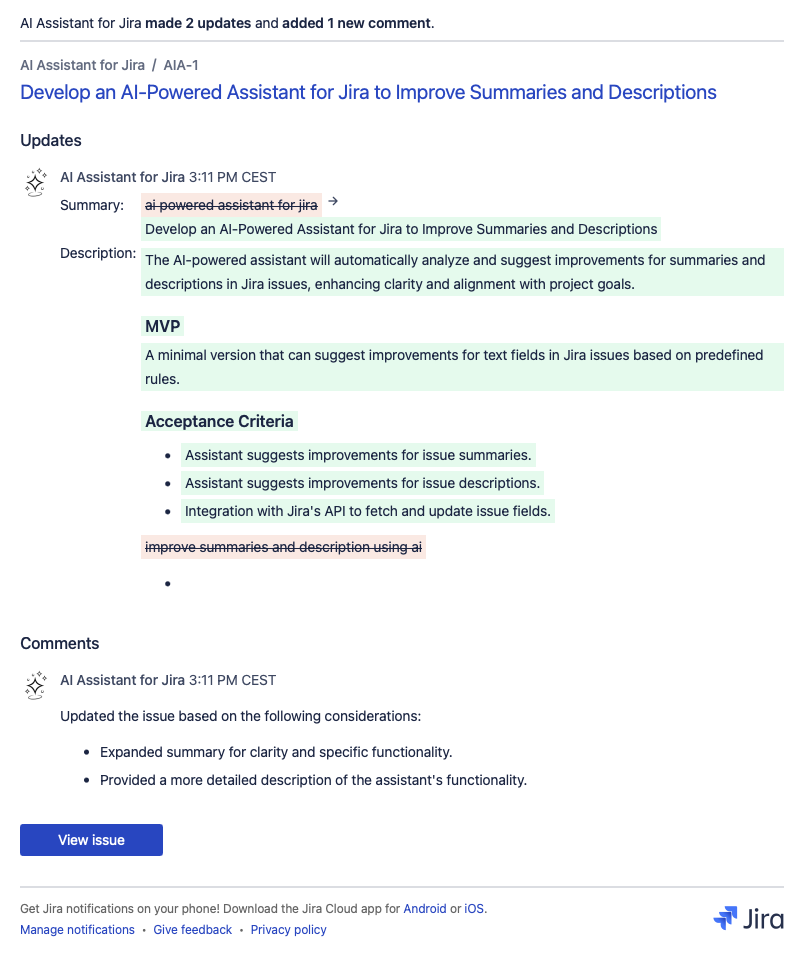 AI Assistant for Jira made 2 updates and added 1 new comment.
AI Assistant for Jira / AIA-1
Develop an AI-Powered Assistant for Jira to Improve Summaries and Descriptions
Updates
AI Assistant for Jira 3:11 PM CEST
Summary: ai powered assistant for jira →
Develop an AI-Powered Assistant for Jira to Improve Summaries and Descriptions
Description: The AI-powered assistant will automatically analyze and suggest improvements for summaries and
descriptions in Jira issues, enhancing clarity and alignment with project goals.
MVP
A minimal version that can suggest improvements for text fields in Jira issues based on predefined
rules.
Acceptance Criteria
• Assistant suggests improvements for issue summaries.
• Assistant suggests improvements for issue descriptions.
• Integration with Jira's API to fetch and update issue fields.
improve summaries and description using ai
•
Comments
AI Assistant for Jira 3:11 PM CEST
Updated the issue based on the following considerations:
• Expanded summary for clarity and specific functionality.
• Provided a more detailed description of the assistant's functionality.
View issue
Get Jira notifications on your phone! Download the Jira Cloud app for Android or iOS.
Manage notifications • Give feedback • Privacy policy
Jira